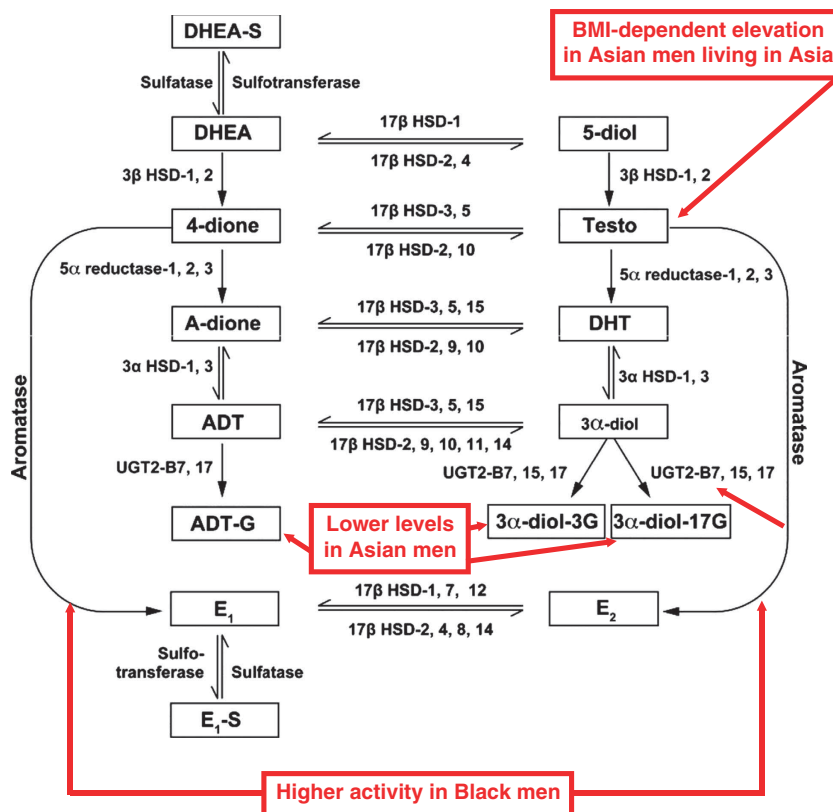 DHEA-S
BMI-dependent elevation
in Asian men living in Asia
Sulfatase
Sulfotransferase
DHEA
17β HSD-1
17β HSD-2, 4
5-diol
3β HSD-1, 2
3β HSD-1, 2
4-dione
17β HSD-3, 5
17β HSD-2, 10
Testo
5α reductase-1, 2, 3
5α reductase-1, 2, 3
A-dione
17β HSD-3, 5, 15
17β HSD-2, 9, 10
DHT
Aromatase
3α HSD-1, 3
3α HSD-1, 3
Aromatase
ADT
17β HSD-3, 5, 15
17β HSD-2, 9, 10, 11, 14
3α-diol
UGT2-B7, 17
UGT2-B7, 15, 17
UGT2-B7, 15, 17
ADT-G
Lower levels
in Asian men
3α-diol-3G
3α-diol-17G
E1
17β HSD-1, 7, 12
17β HSD-2, 4, 8, 14
E2
Sulfo-
transferase
Sulfatase
E1-S
Higher activity in Black men